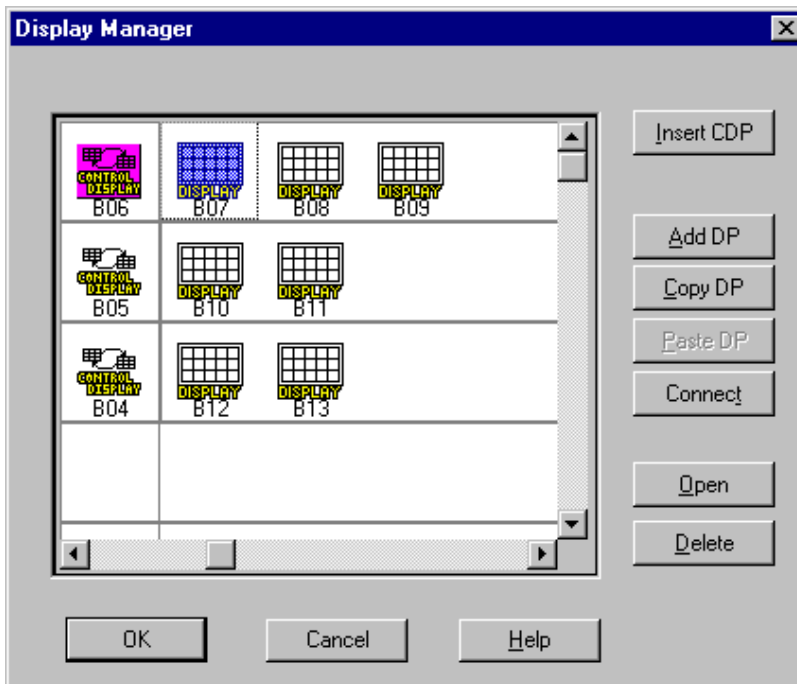 Display Manager
Insert CDP
CONTROL DISPLAY B06
DISPLAY B07
DISPLAY B08
DISPLAY B09
Add DP
CONTROL DISPLAY B05
DISPLAY B10
DISPLAY B11
Copy DP
Paste DP
CONTROL DISPLAY B04
DISPLAY B12
DISPLAY B13
Connect
Open
Delete
OK
Cancel
Help